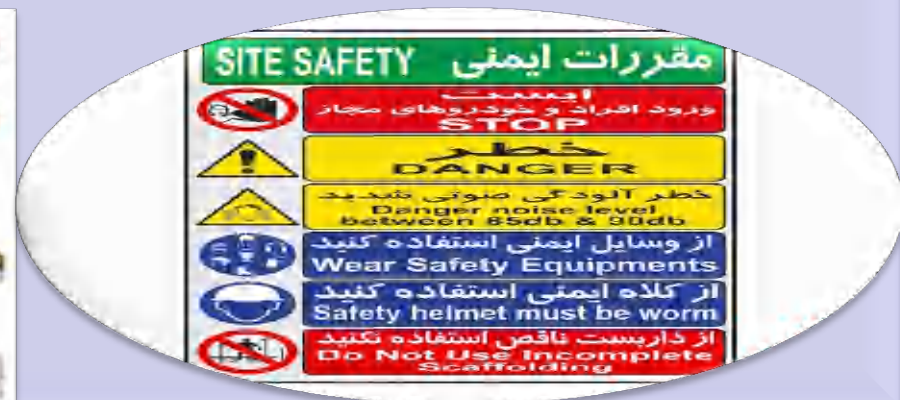 SITE SAFETY مقررات ایمنی
ایست
ورود افراد و خودروهای مجاز
STOP
خطر
DANGER
خطر آلودگی صوتی شدید
Danger noise level
between 85db & 90db
از وسایل ایمنی استفاده کنید
Wear Safety Equipments
از کلاه ایمنی استفاده کنید
Safety helmet must be worm
از داربست ناقص استفاده نکنید
Do Not Use Incomplete
Scaffolding